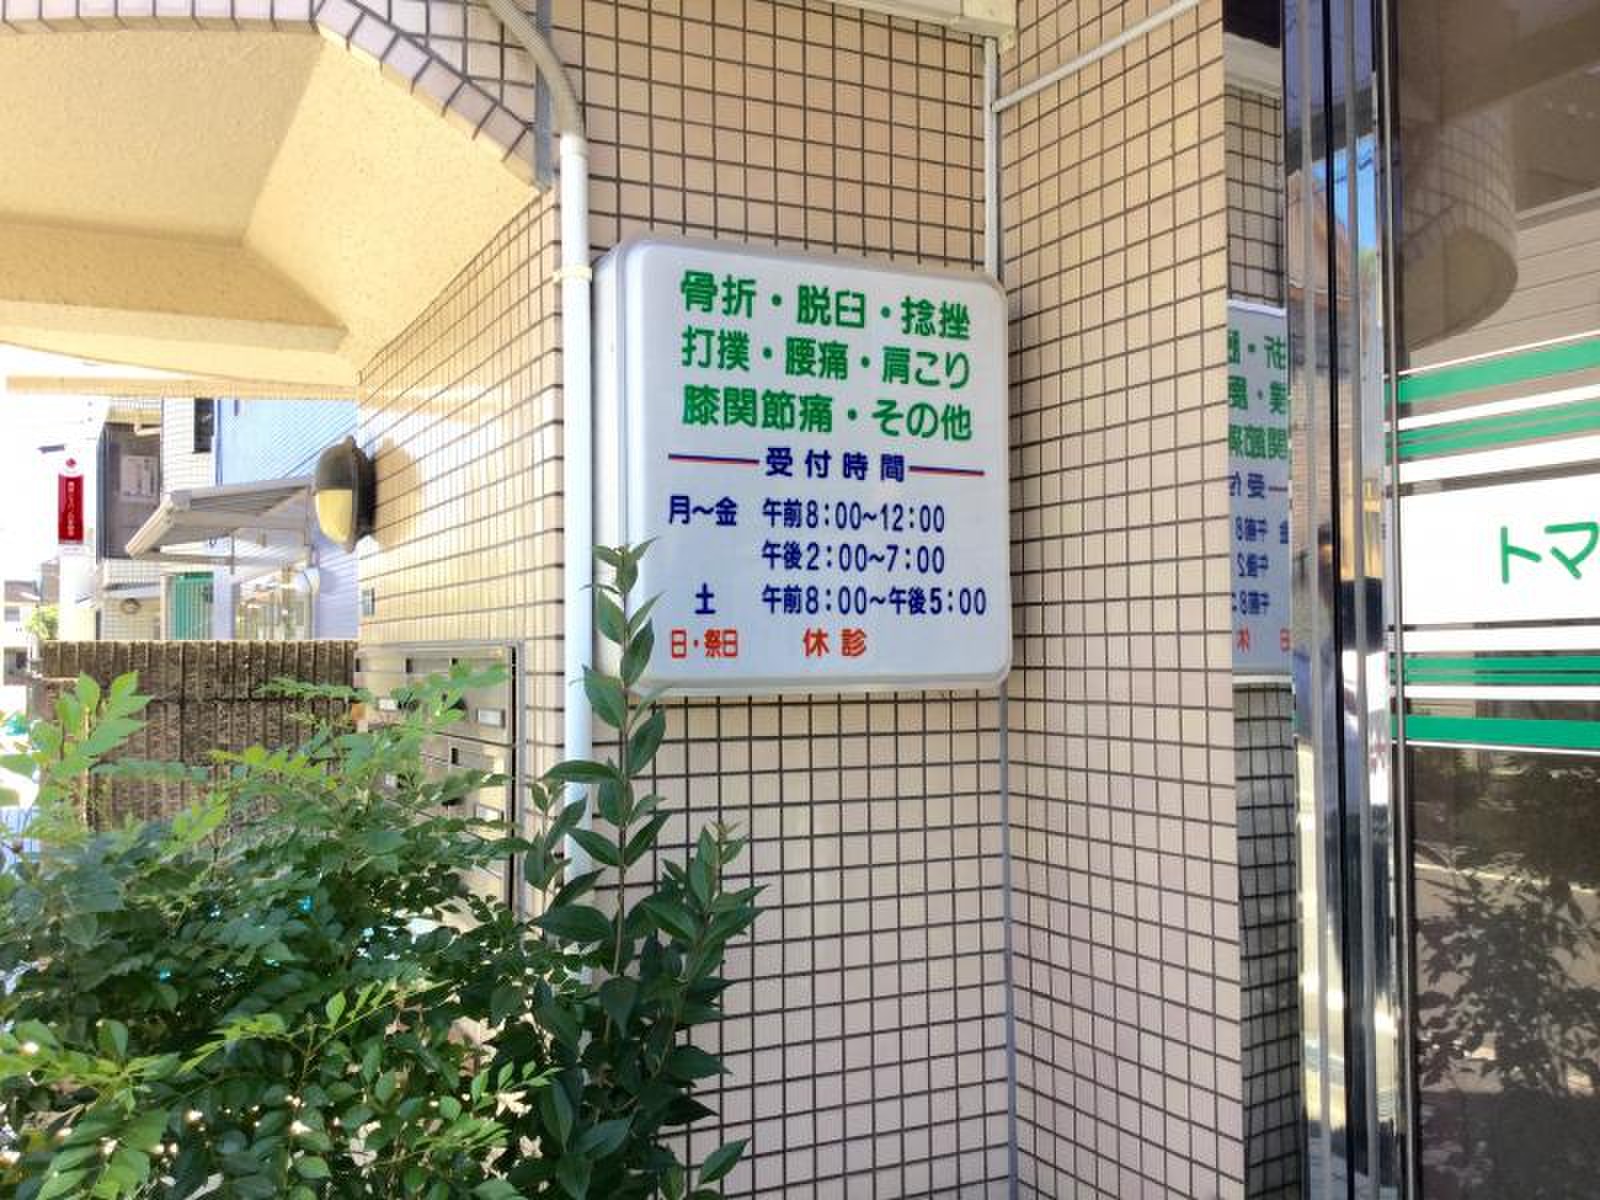 骨折・脱臼・捻挫
打撲・腰痛・肩こり
膝関節痛・その他
受付時間
月～金 午前8：00～12：00
午後2：00～7：00
土 午前8：00～午後5：00
日・祭日 休診
トマ